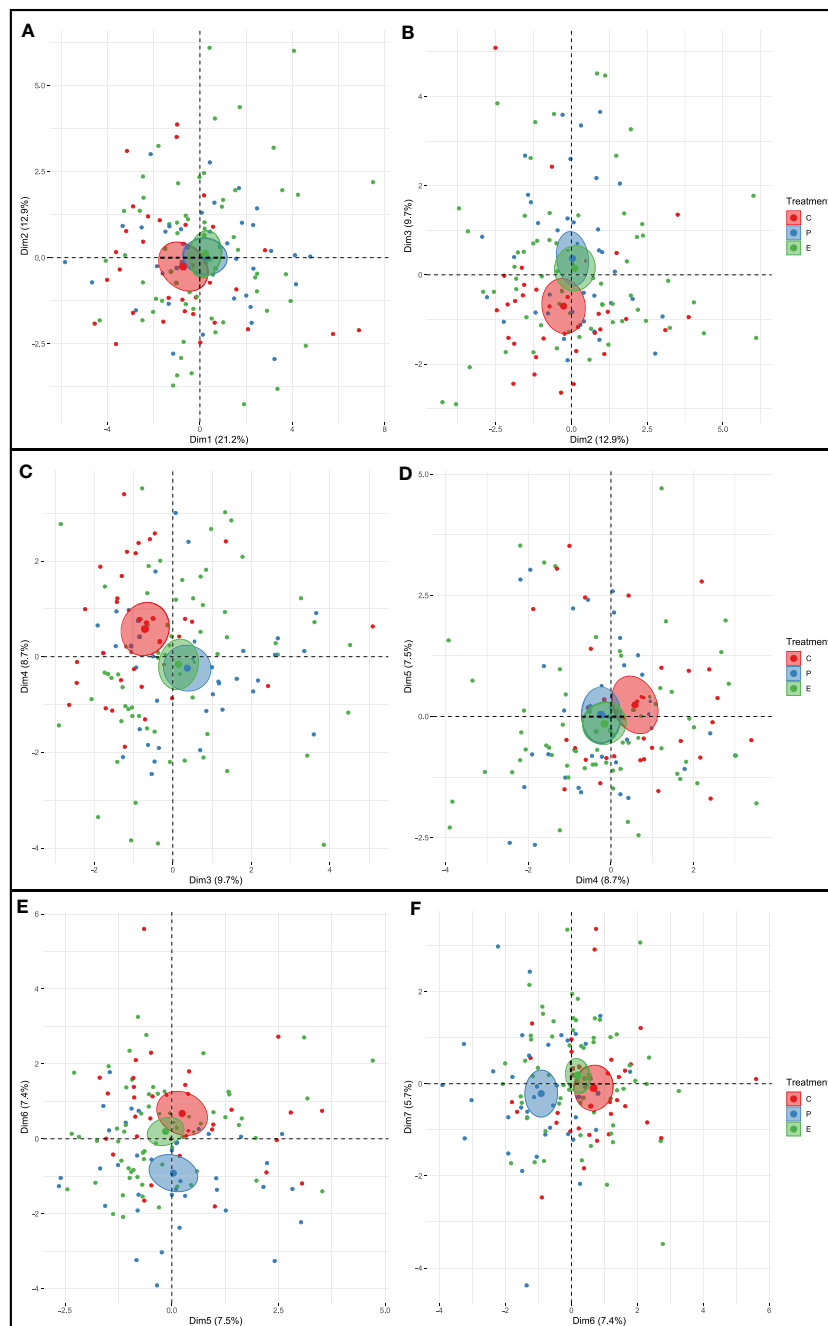 A
5.0
2.5
0.0
-2.5
Dim2 (12.9%)
-4
0
4
8
Dim1 (21.2%)
B
4
2
0
-2
Dim3 (9.7%)
-2.5
0.0
2.5
5.0
Dim2 (12.9%)
Treatment
C
P
E
C
2
0
-2
-4
Dim4 (8.7%)
-2
0
2
4
Dim3 (9.7%)
D
5.0
2.5
0.0
-2.5
Dim5 (7.5%)
-4
-2
0
2
Dim4 (8.7%)
Treatment
C
P
E
E
6
4
2
0
-2
-4
Dim6 (7.4%)
-2.5
0.0
2.5
5.0
Dim5 (7.5%)
F
2
0
-2
-4
Dim7 (5.7%)
-4
-2
0
2
4
6
Dim6 (7.4%)
Treatment
C
P
E